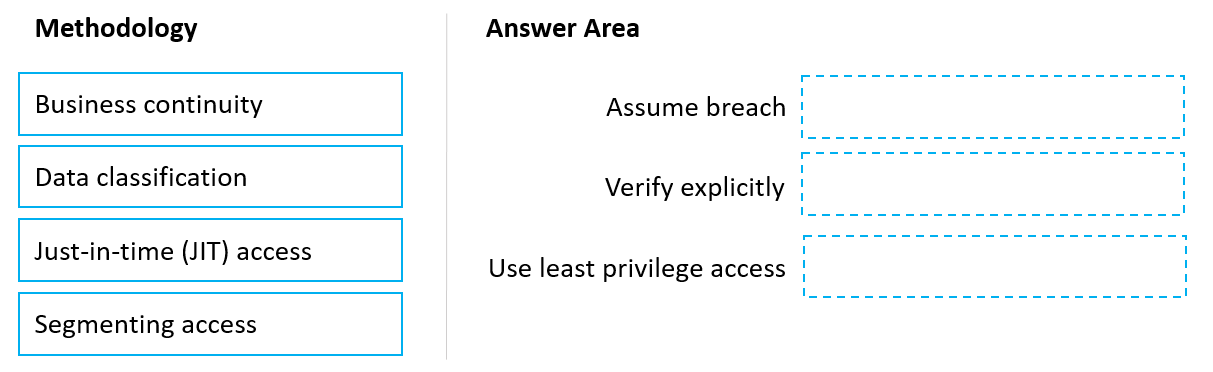 Methodology
Business continuity
Data classification
Just-in-time (JIT) access
Segmenting access
Answer Area
Assume breach
Verify explicitly
Use least privilege access